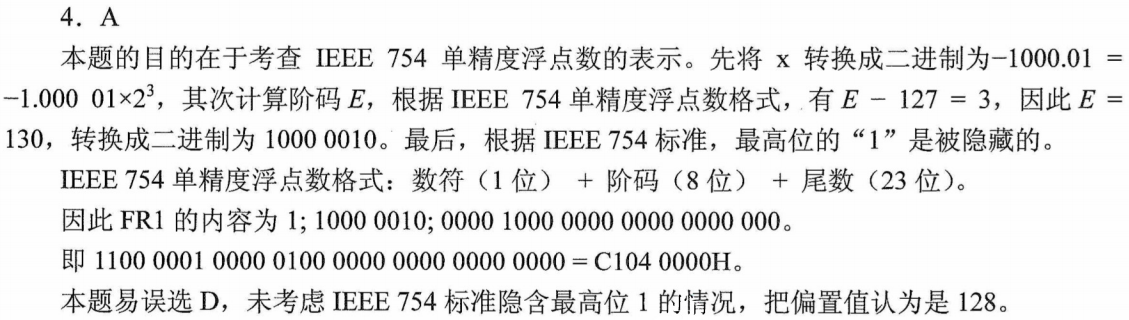 4．A
本题的目的在于考查 IEEE 754 单精度浮点数的表示。先将 x 转换成二进制为−1000.01 =
−1.000 01×2³，其次计算阶码 E，根据 IEEE 754 单精度浮点数格式，有 E − 127 = 3，因此 E =
130，转换成二进制为 1000 0010。最后，根据 IEEE 754 标准，最高位的“1”是被隐藏的。
IEEE 754 单精度浮点数格式：数符（1 位） + 阶码（8 位） + 尾数（23 位）。
因此 FR1 的内容为 1; 1000 0010; 0000 1000 0000 0000 0000 000。
即 1100 0001 0000 0100 0000 0000 0000 0000 = C104 0000H。
本题易误选 D，未考虑 IEEE 754 标准隐含最高位 1 的情况，把偏置值认为是 128。